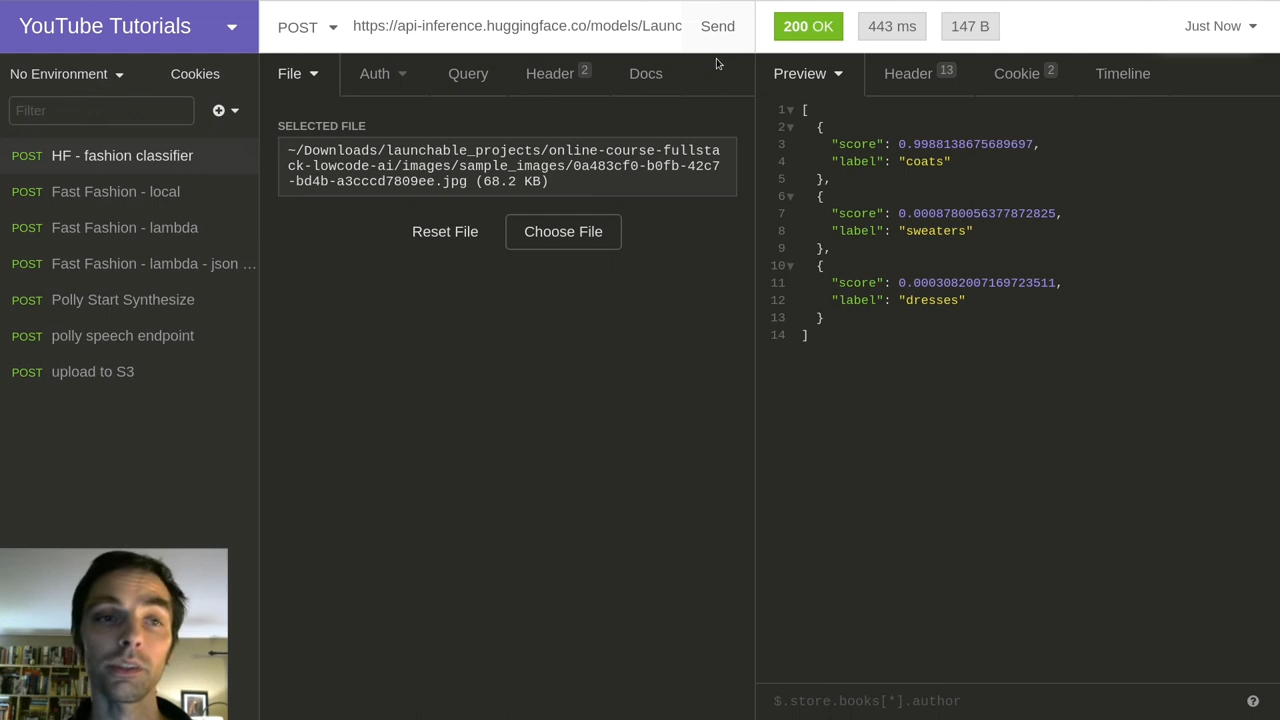 YouTube Tutorials
POST
https://api-inference.huggingface.co/models/Launc
Send
200 OK
443 ms
147 B
Just Now
No Environment
Cookies
File
Auth
Query
Header 2
Docs
Preview
Header 13
Cookie 2
Timeline
Filter
POST HF - fashion classifier
POST Fast Fashion - local
POST Fast Fashion - lambda
POST Fast Fashion - lambda - json ...
POST Polly Start Synthesize
POST polly speech endpoint
POST upload to S3
SELECTED FILE
~/Downloads/launchable_projects/online-course-fullsta
ck-lowcode-ai/images/sample_images/0a483cf0-b0fb-42c7
-bd4b-a3cccd7809ee.jpg (68.2 KB)
Reset File
Choose File
1 [
2 {
3 "score": 0.9988138675689697,
4 "label": "coats"
5 },
6 {
7 "score": 0.0008780056377872825,
8 "label": "sweaters"
9 },
10 {
11 "score": 0.0003082007169723511,
12 "label": "dresses"
13 }
14 ]
$.store.books[*].author
?